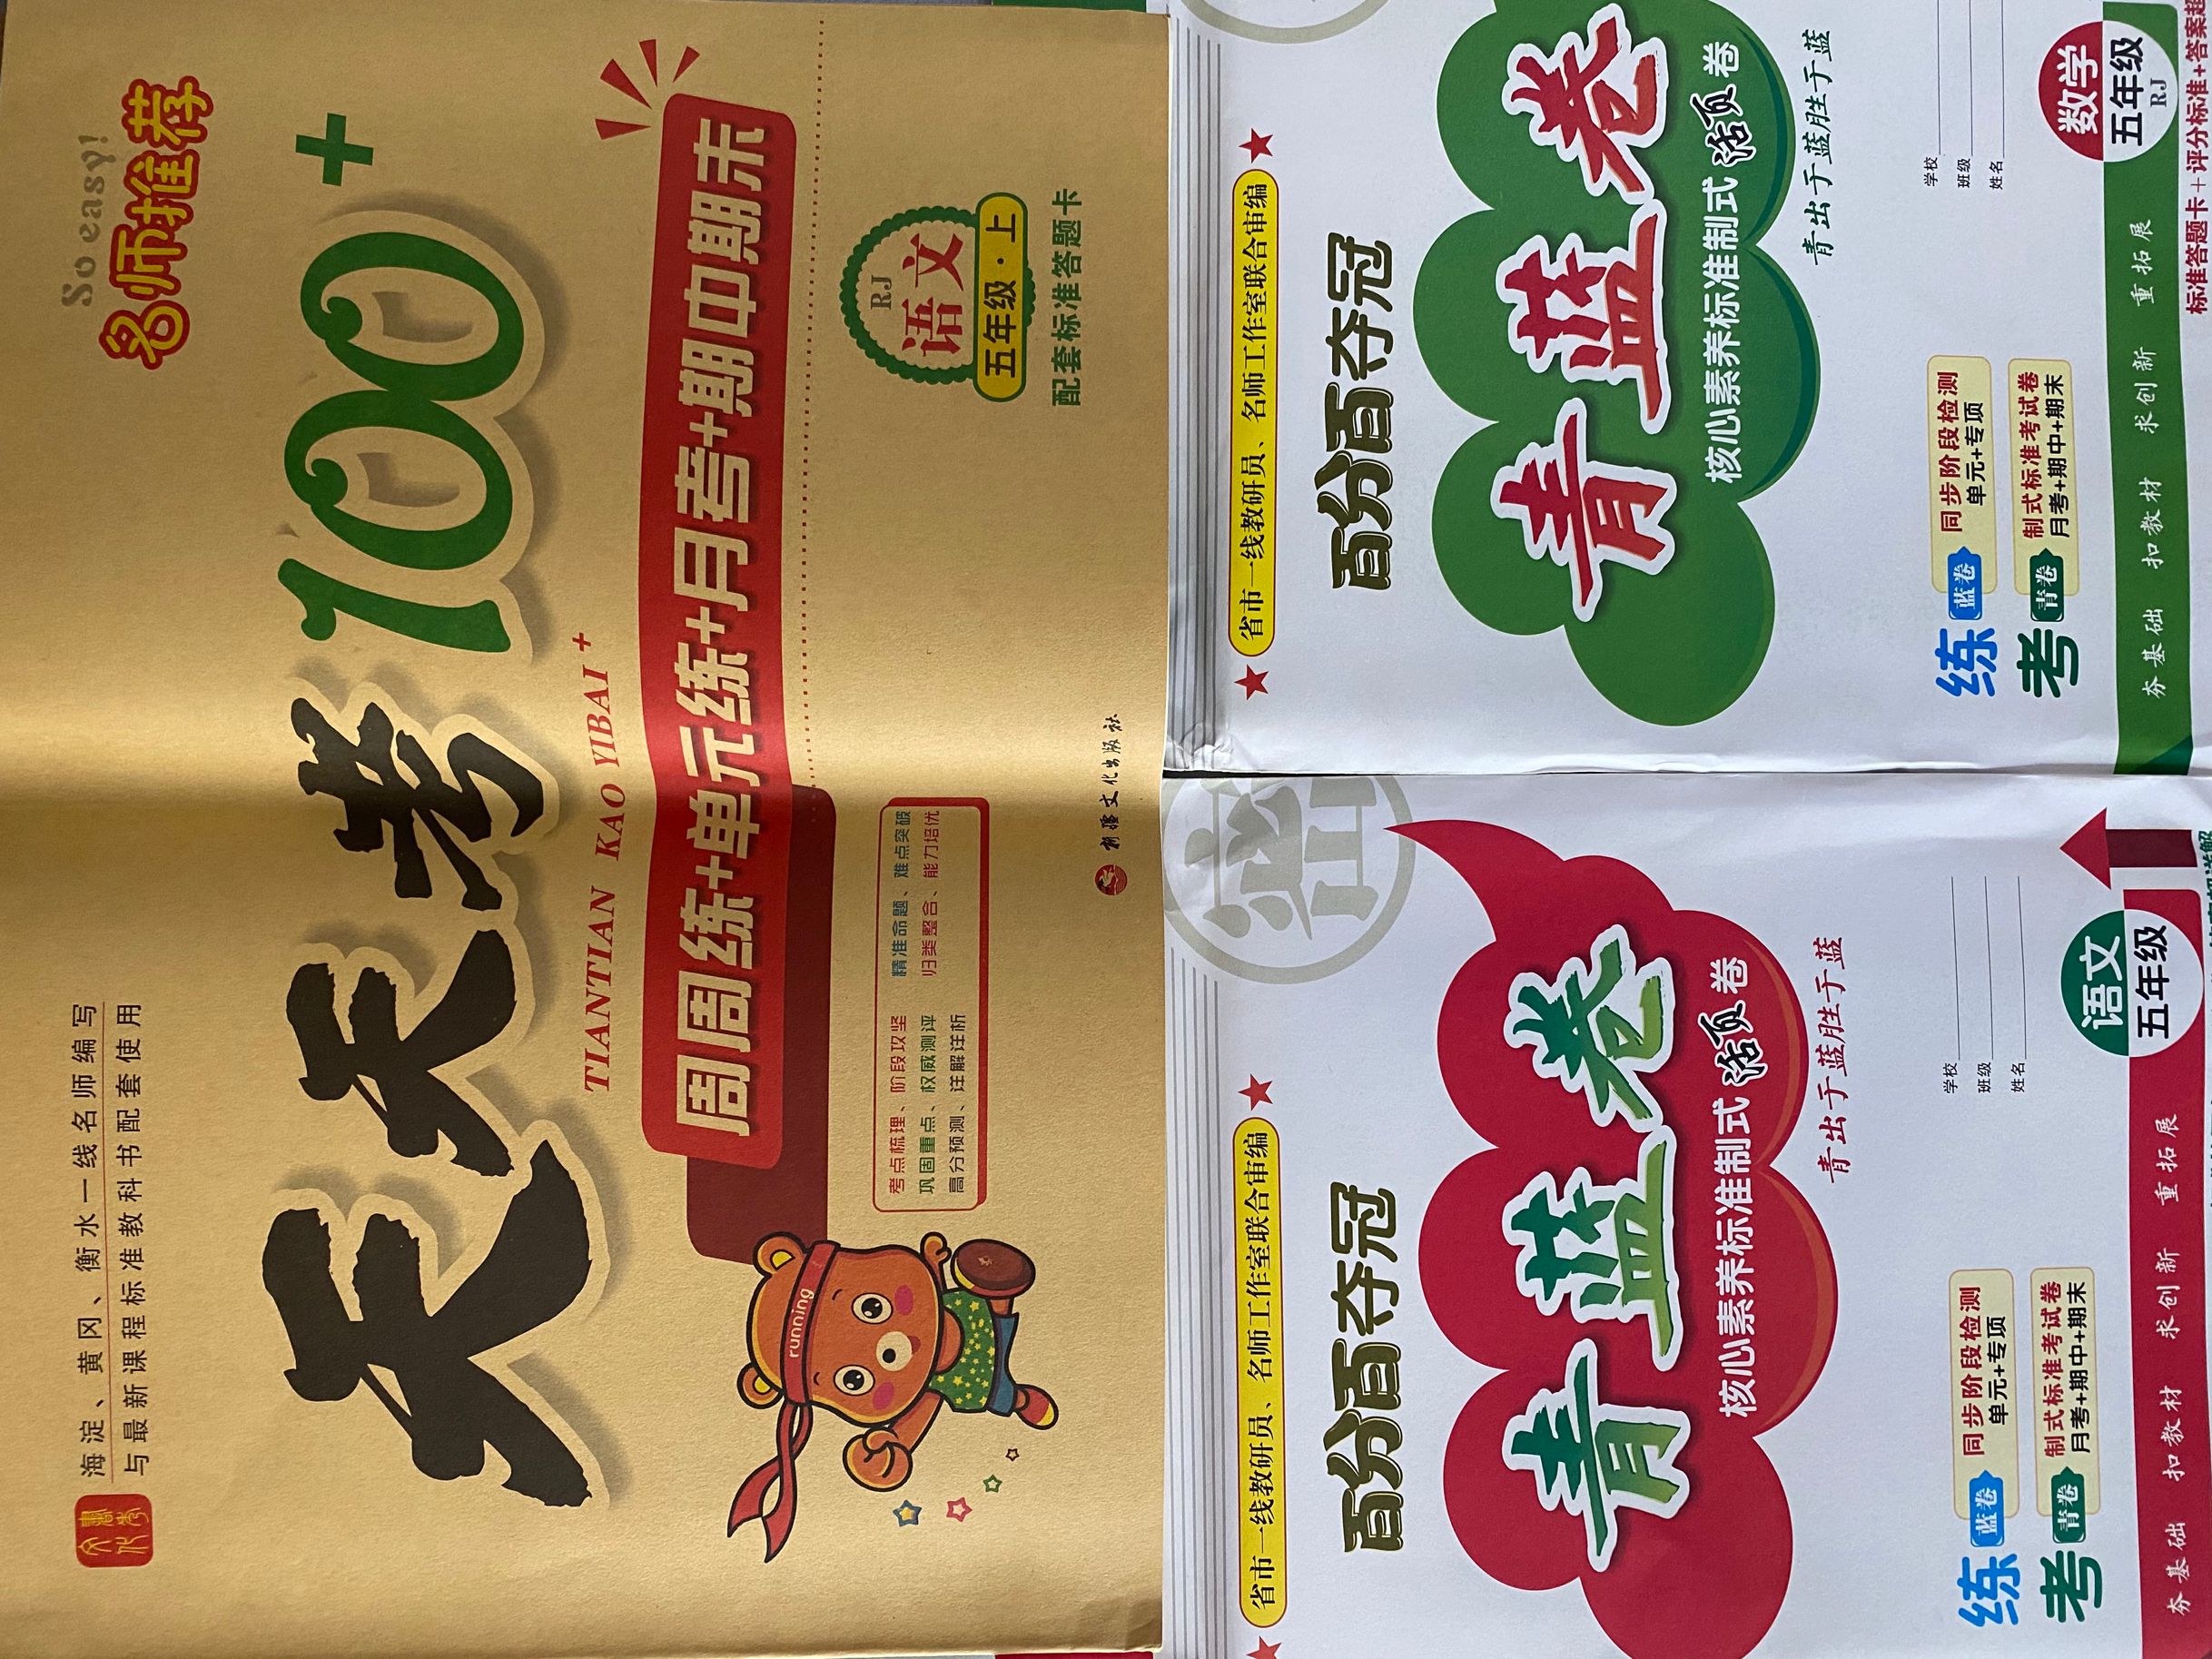 海淀、黄冈、衡水一线名师编写
与最新课程标准教科书配套使用
So easy!
名师推荐
天天考100+
TIANTIAN KAO YIBAI+
周周练+单元练+月考+期中期末
running
考点梳理、阶段攻坚 精准命题、难点突破
巩固重点、权威测评 归类整合、能力培优
高分预测、详解详析
RJ
语文
五年级·上
配套标准答题卡
新疆文化出版社
省市一线教研员、名师工作室联合审编
百分百夺冠
青蓝卷
核心素养标准制式活页卷
青出于蓝胜于蓝
学校
班级
姓名
练 蓝卷 同步阶段检测
单元+专项
考 青卷 制式标准考试卷
月考+期中+期末
语文
五年级
夯基础 扣教材 求创新 重拓展
省市一线教研员、名师工作室联合审编
百分百夺冠
青蓝卷
核心素养标准制式活页卷
青出于蓝胜于蓝
学校
班级
姓名
练 蓝卷 同步阶段检测
单元+专项
考 青卷 制式标准考试卷
月考+期中+期末
数学
五年级
RJ
夯基础 扣教材 求创新 重拓展
标准答题卡+评分标准+答案